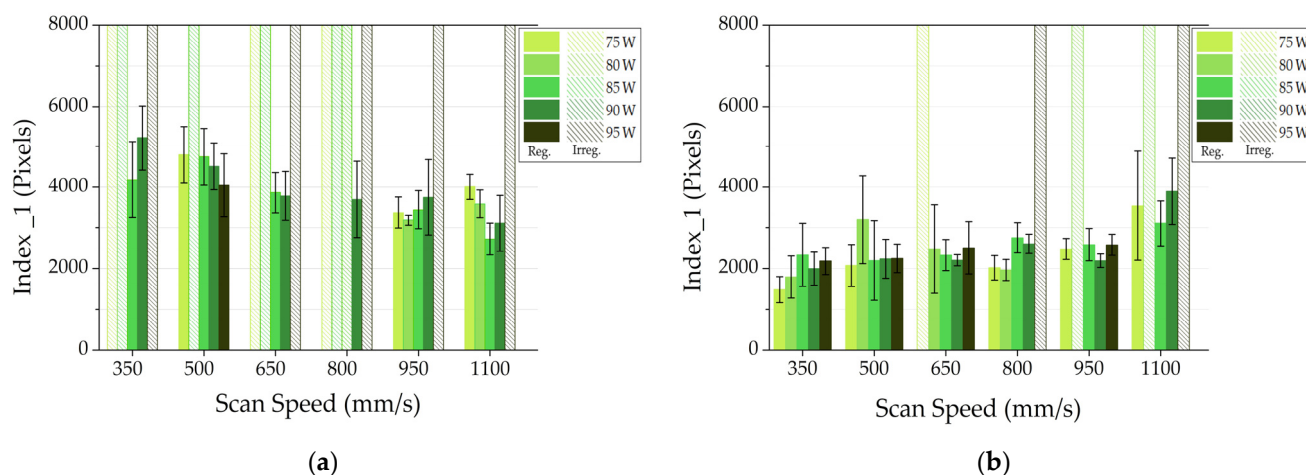 8000
6000
4000
2000
0
Index _1 (Pixels)
350 500 650 800 950 1100
Scan Speed (mm/s)
75 W
80 W
85 W
90 W
95 W
Reg. Irreg.
(a)
8000
6000
4000
2000
0
Index_1 (Pixels)
350 500 650 800 950 1100
Scan Speed (mm/s)
75 W
80 W
85 W
90 W
95 W
Reg. Irreg.
(b)